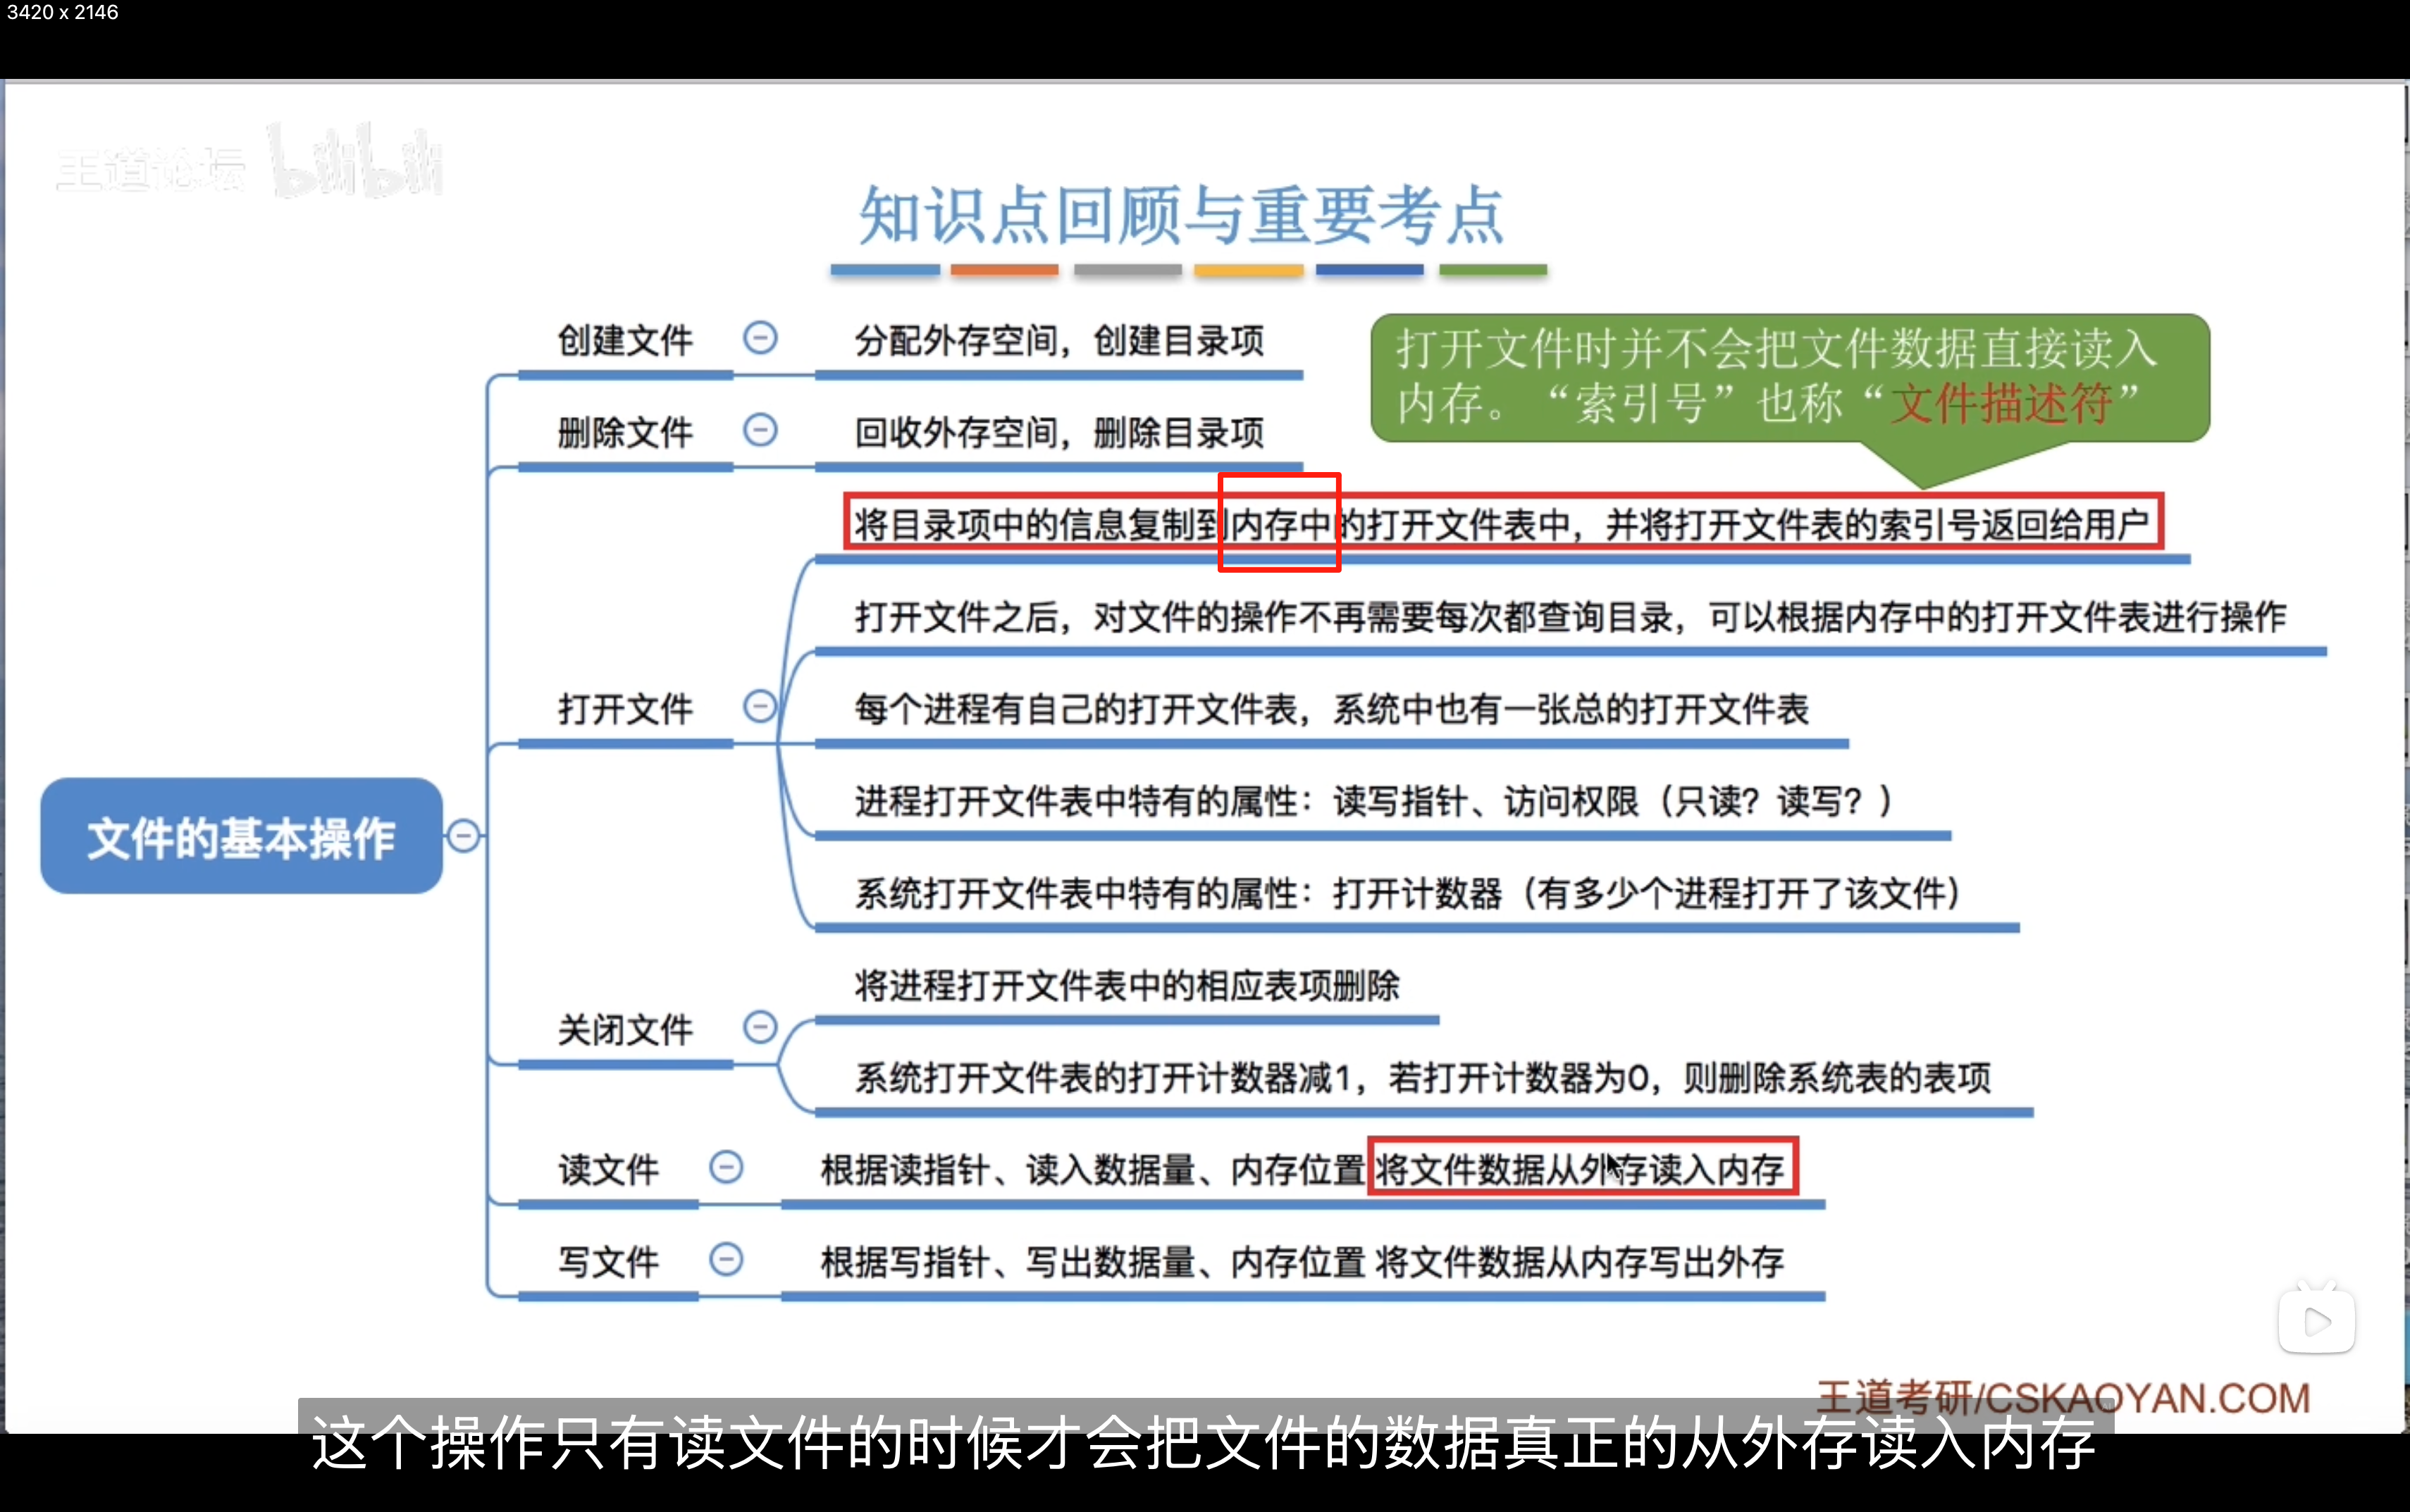 3420 x 2146
王道论坛 bilibili
知识点回顾与重要考点
创建文件
分配外存空间，创建目录项
打开文件时并不会把文件数据直接读入
内存。“索引号”也称“文件描述符”
删除文件
回收外存空间，删除目录项
将目录项中的信息复制到内存中的打开文件表中，并将打开文件表的索引号返回给用户
打开文件之后，对文件的操作不再需要每次都查询目录，可以根据内存中的打开文件表进行操作
打开文件
每个进程有自己的打开文件表，系统中也有一张总的打开文件表
进程打开文件表中特有的属性：读写指针、访问权限（只读？读写？）
系统打开文件表中特有的属性：打开计数器（有多少个进程打开了该文件）
文件的基本操作
关闭文件
将进程打开文件表中的相应表项删除
系统打开文件表的打开计数器减1，若打开计数器为0，则删除系统表的表项
读文件
根据读指针、读入数据量、内存位置 将文件数据从外存读入内存
写文件
根据写指针、写出数据量、内存位置 将文件数据从内存写出外存
王道考研/CSKAOYAN.COM
这个操作只有读文件的时候才会把文件的数据真正的从外存读入内存